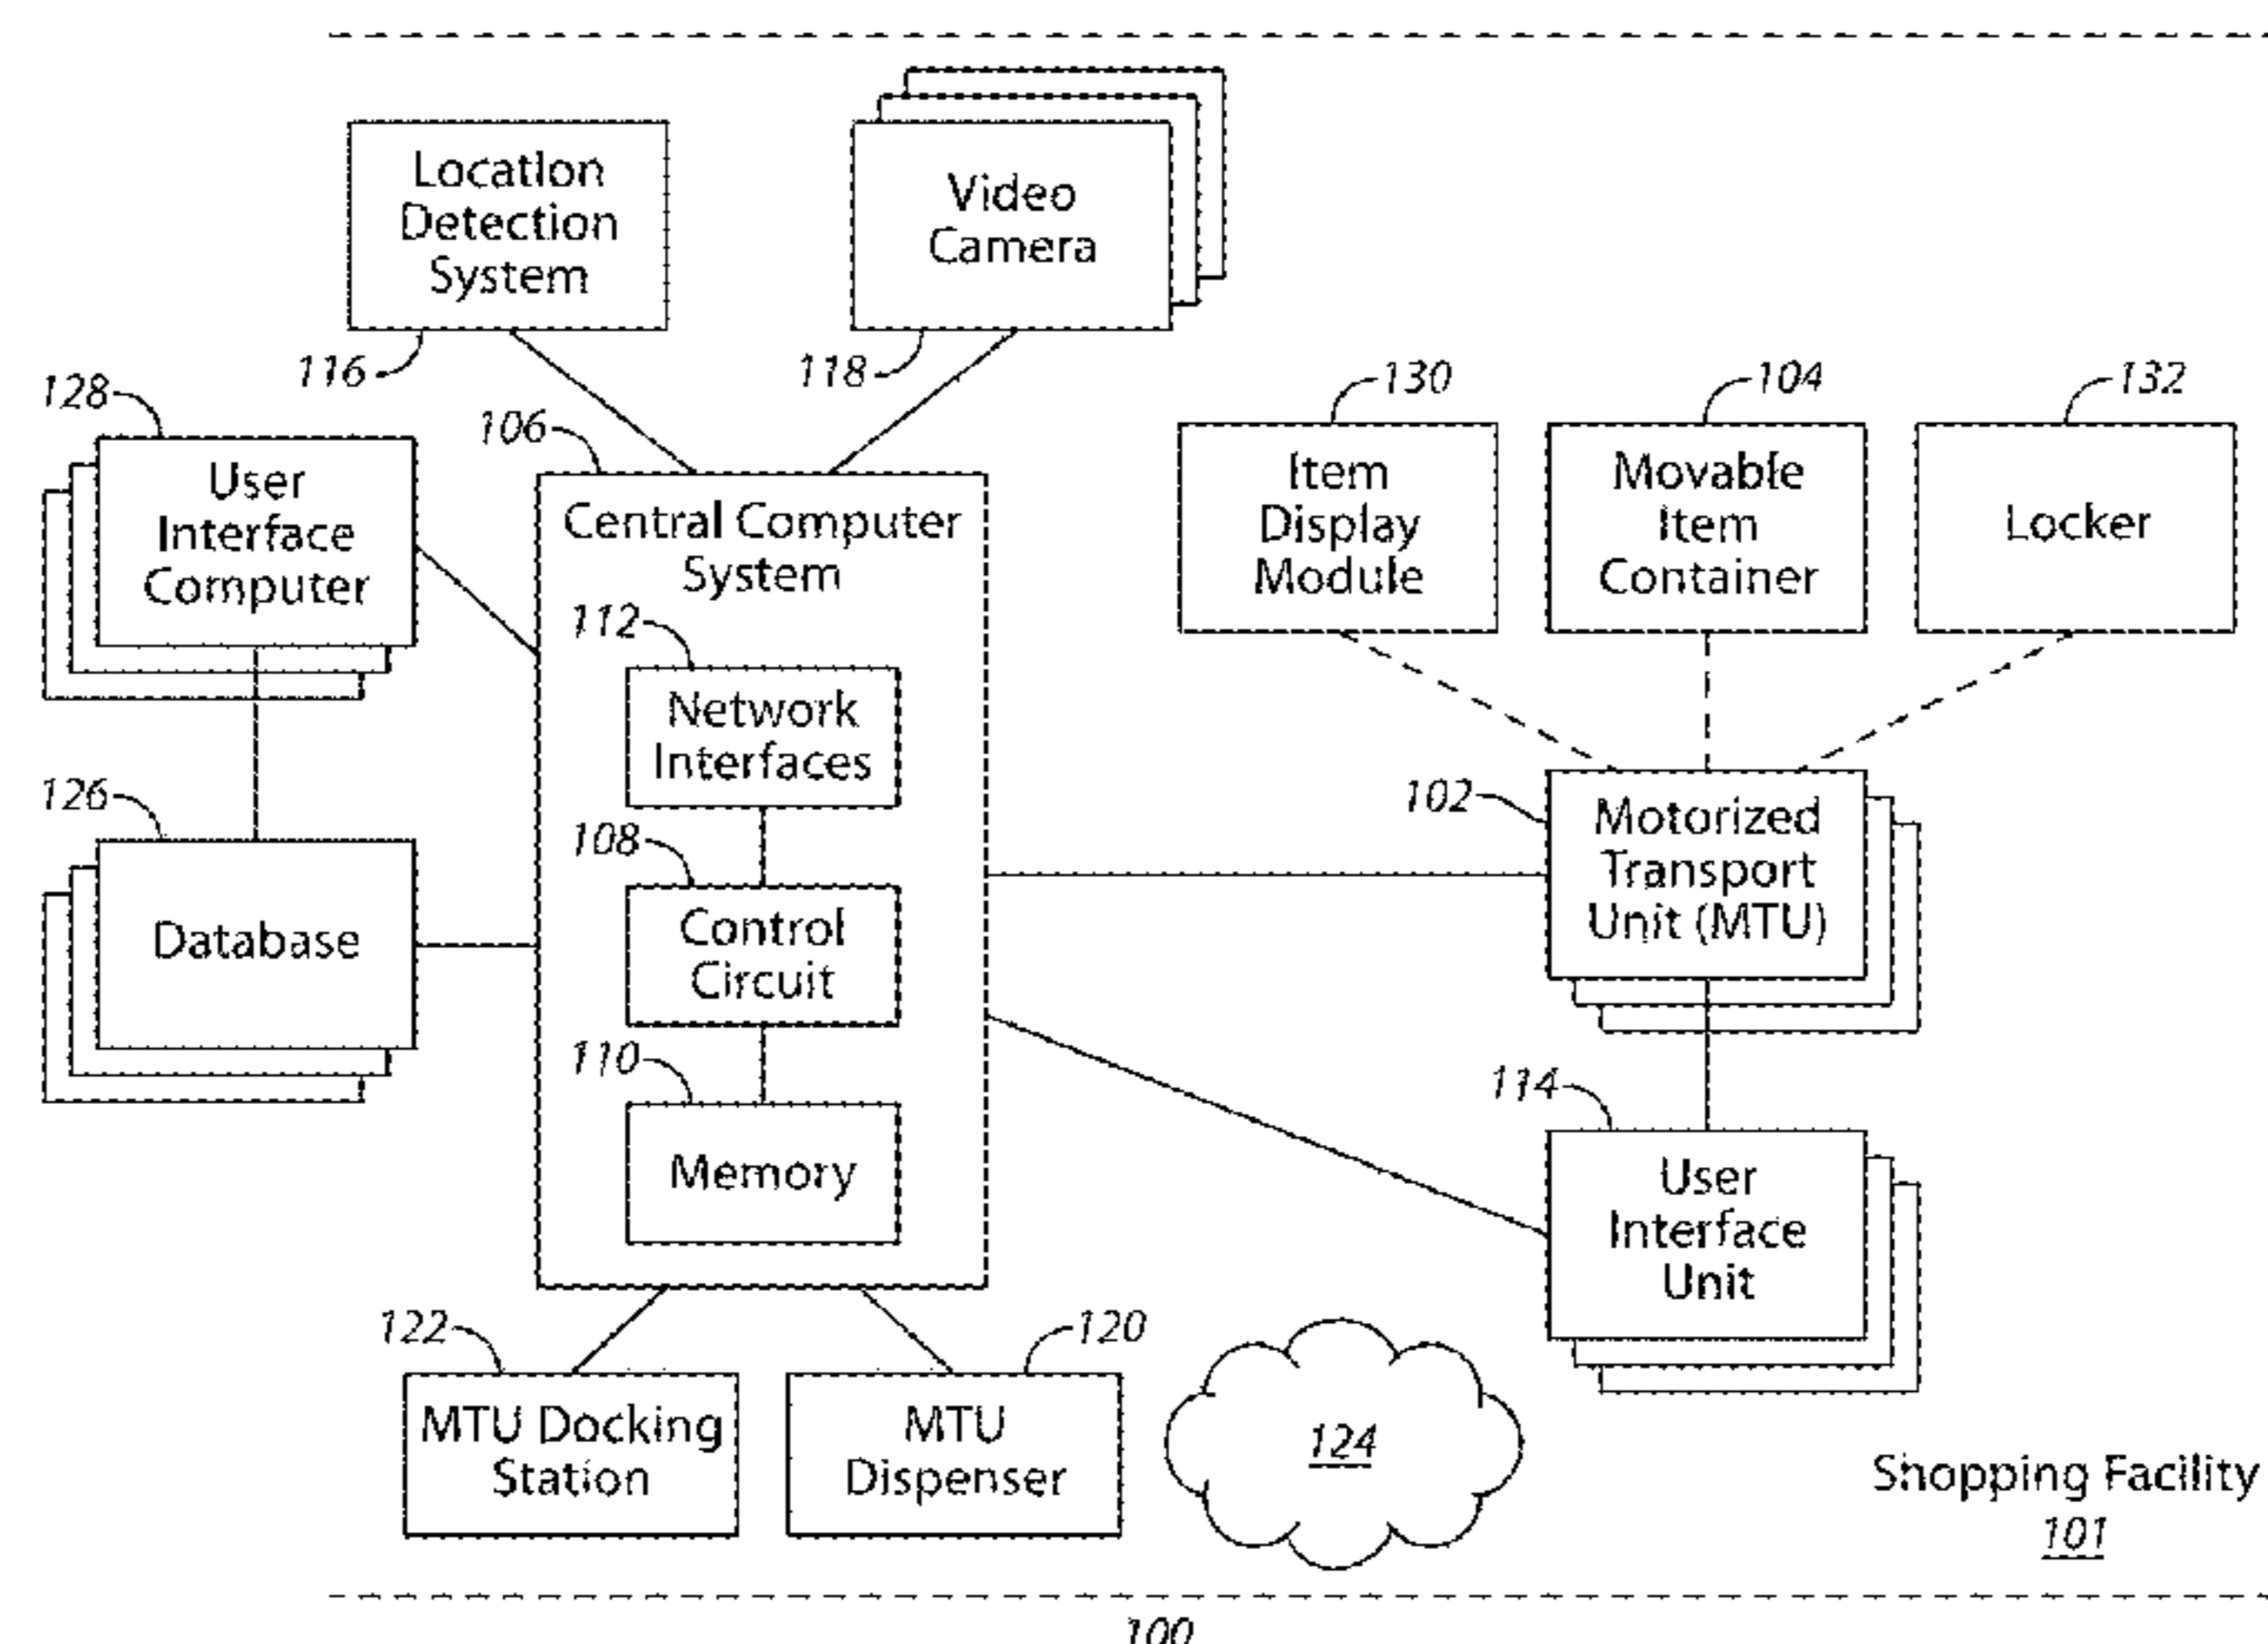 Location
Detection
System
116
Video
Camera
118
128
User
Interface
Computer
106
Central Computer
System
112
Network
Interfaces
108
Control
Circuit
110
Memory
126
Database
130
Item
Display
Module
104
Movable
Item
Container
132
Locker
102
Motorized
Transport
Unit (MTU)
114
User
Interface
Unit
122
MTU Docking
Station
120
MTU
Dispenser
124
Shopping Facility
101
100